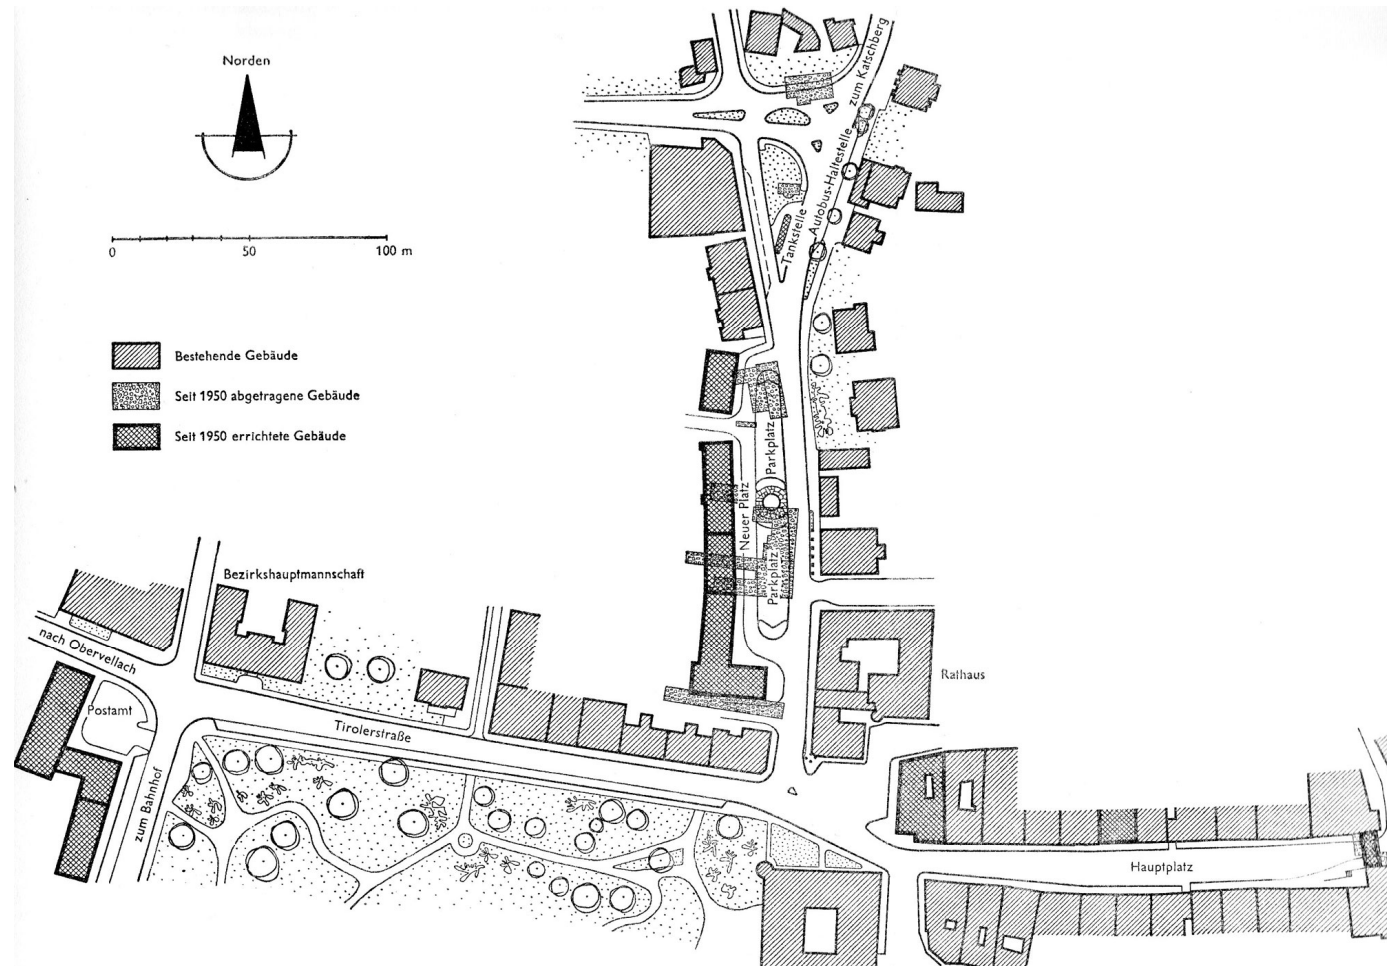 Norden
0 50 100 m
Bestehende Gebäude
Seit 1950 abgetragene Gebäude
Seit 1950 errichtete Gebäude
zum Katschberg
Autobus-Haltestelle
Tankstelle
Parkplatz
Neuer Platz
Parkplatz
Bezirkshauptmannschaft
nach Obervellach
Postamt
Tirolerstraße
zum Bahnhof
Rathaus
Hauptplatz